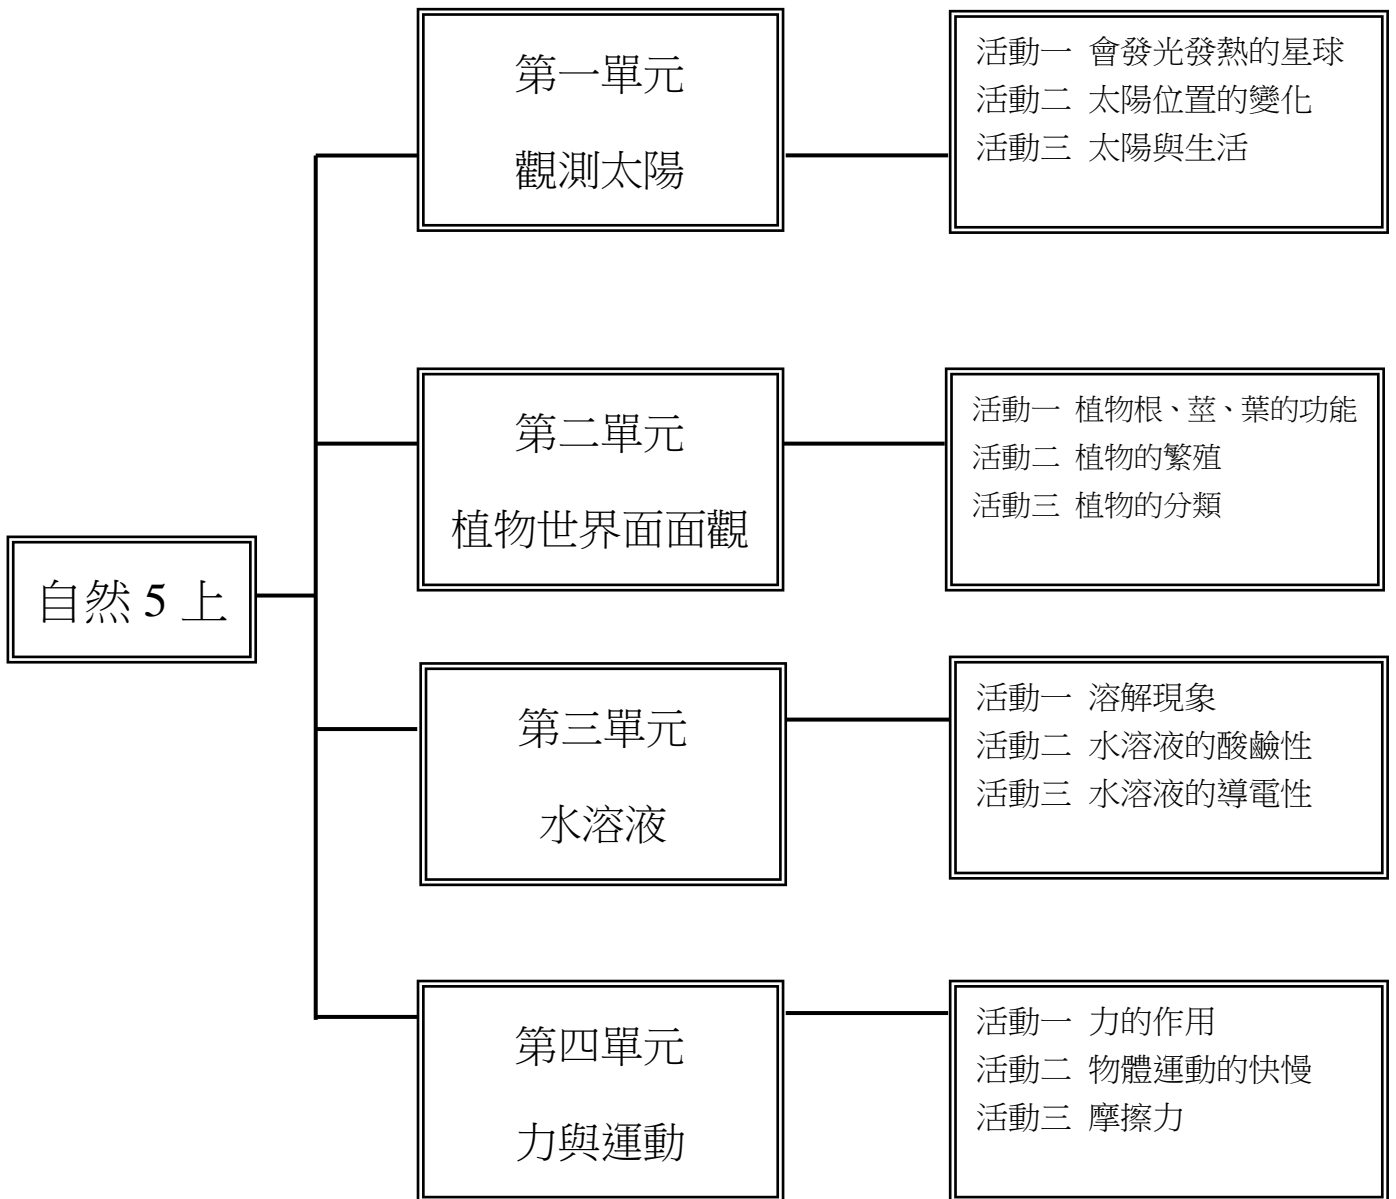 自然 5 上
第一單元
觀測太陽
活動一 會發光發熱的星球
活動二 太陽位置的變化
活動三 太陽與生活
第二單元
植物世界面面觀
活動一 植物根、莖、葉的功能
活動二 植物的繁殖
活動三 植物的分類
第三單元
水溶液
活動一 溶解現象
活動二 水溶液的酸鹼性
活動三 水溶液的導電性
第四單元
力與運動
活動一 力的作用
活動二 物體運動的快慢
活動三 摩擦力